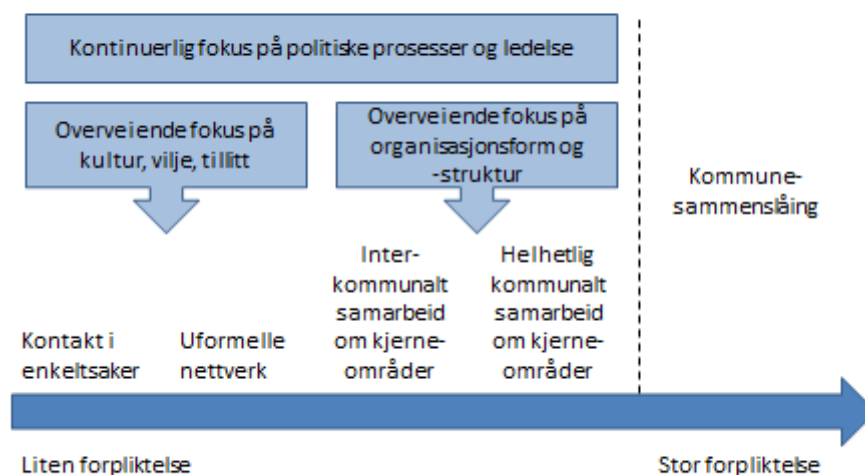 Kontinuerlig fokus på politiske prosesser og ledelse
Overveiende fokus på
kultur, vilje, tillitt
Overveiende fokus på
organisasjonsform og
-struktur
Kommune-
sammenslåing
Kontakt i
enkeltsaker
Uformelle
nettverk
Inter-
kommunalt
samarbeid
om kjerne-
områder
Helhetlig
kommunalt
samarbeid
om kjerne-
områder
Liten forpliktelse
Stor forpliktelse